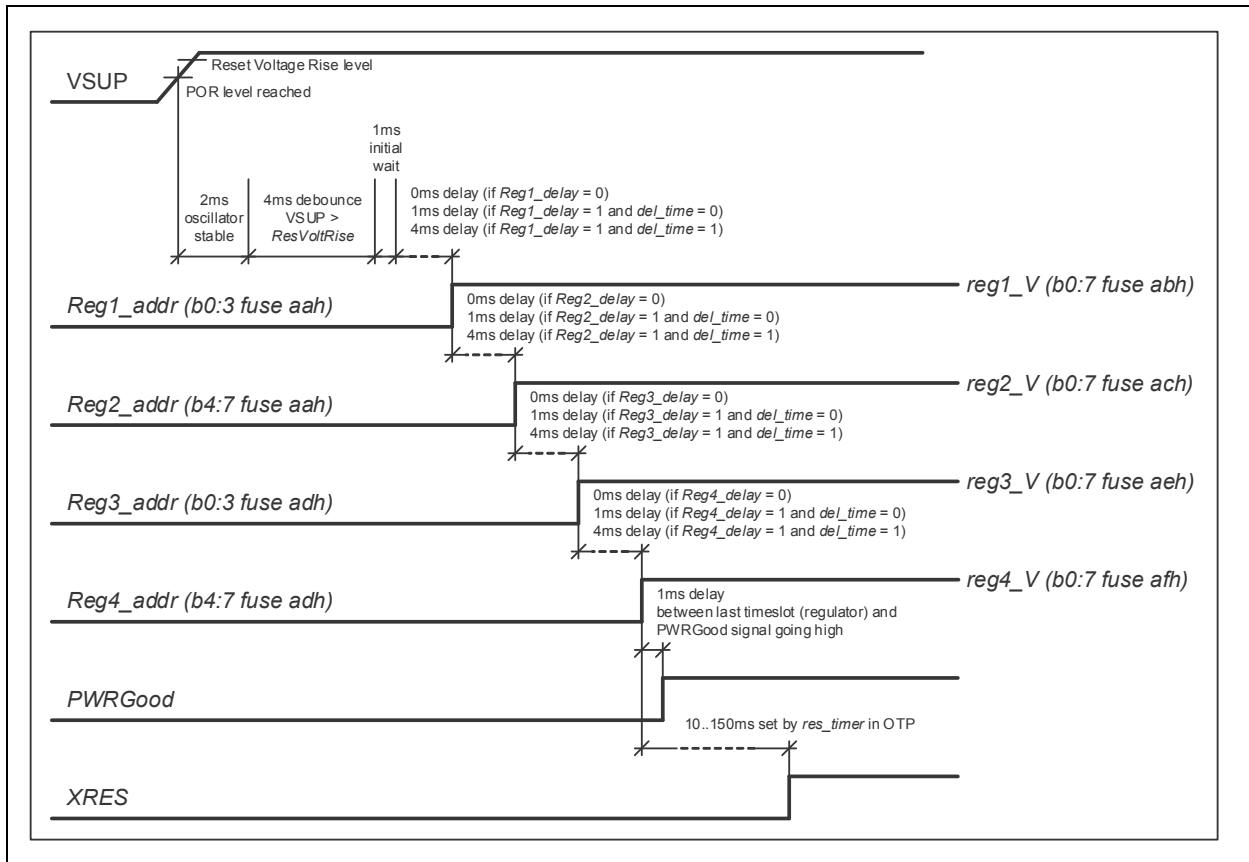 VSUP
Reset Voltage Rise level
POR level reached
1ms
initial
wait
2ms
oscillator
stable
4ms debounce
VSUP >
ResVoltRise
0ms delay (if Reg1_delay = 0)
1ms delay (if Reg1_delay = 1 and del_time = 0)
4ms delay (if Reg1_delay = 1 and del_time = 1)
Reg1_addr (b0:3 fuse aah)
reg1_V (b0:7 fuse abh)
0ms delay (if Reg2_delay = 0)
1ms delay (if Reg2_delay = 1 and del_time = 0)
4ms delay (if Reg2_delay = 1 and del_time = 1)
Reg2_addr (b4:7 fuse aah)
reg2_V (b0:7 fuse ach)
0ms delay (if Reg3_delay = 0)
1ms delay (if Reg3_delay = 1 and del_time = 0)
4ms delay (if Reg3_delay = 1 and del_time = 1)
Reg3_addr (b0:3 fuse adh)
reg3_V (b0:7 fuse aeh)
0ms delay (if Reg4_delay = 0)
1ms delay (if Reg4_delay = 1 and del_time = 0)
4ms delay (if Reg4_delay = 1 and del_time = 1)
Reg4_addr (b4:7 fuse adh)
reg4_V (b0:7 fuse afh)
1ms delay
between last timeslot (regulator) and
PWRGood signal going high
PWRGood
10..150ms set by res_timer in OTP
XRES